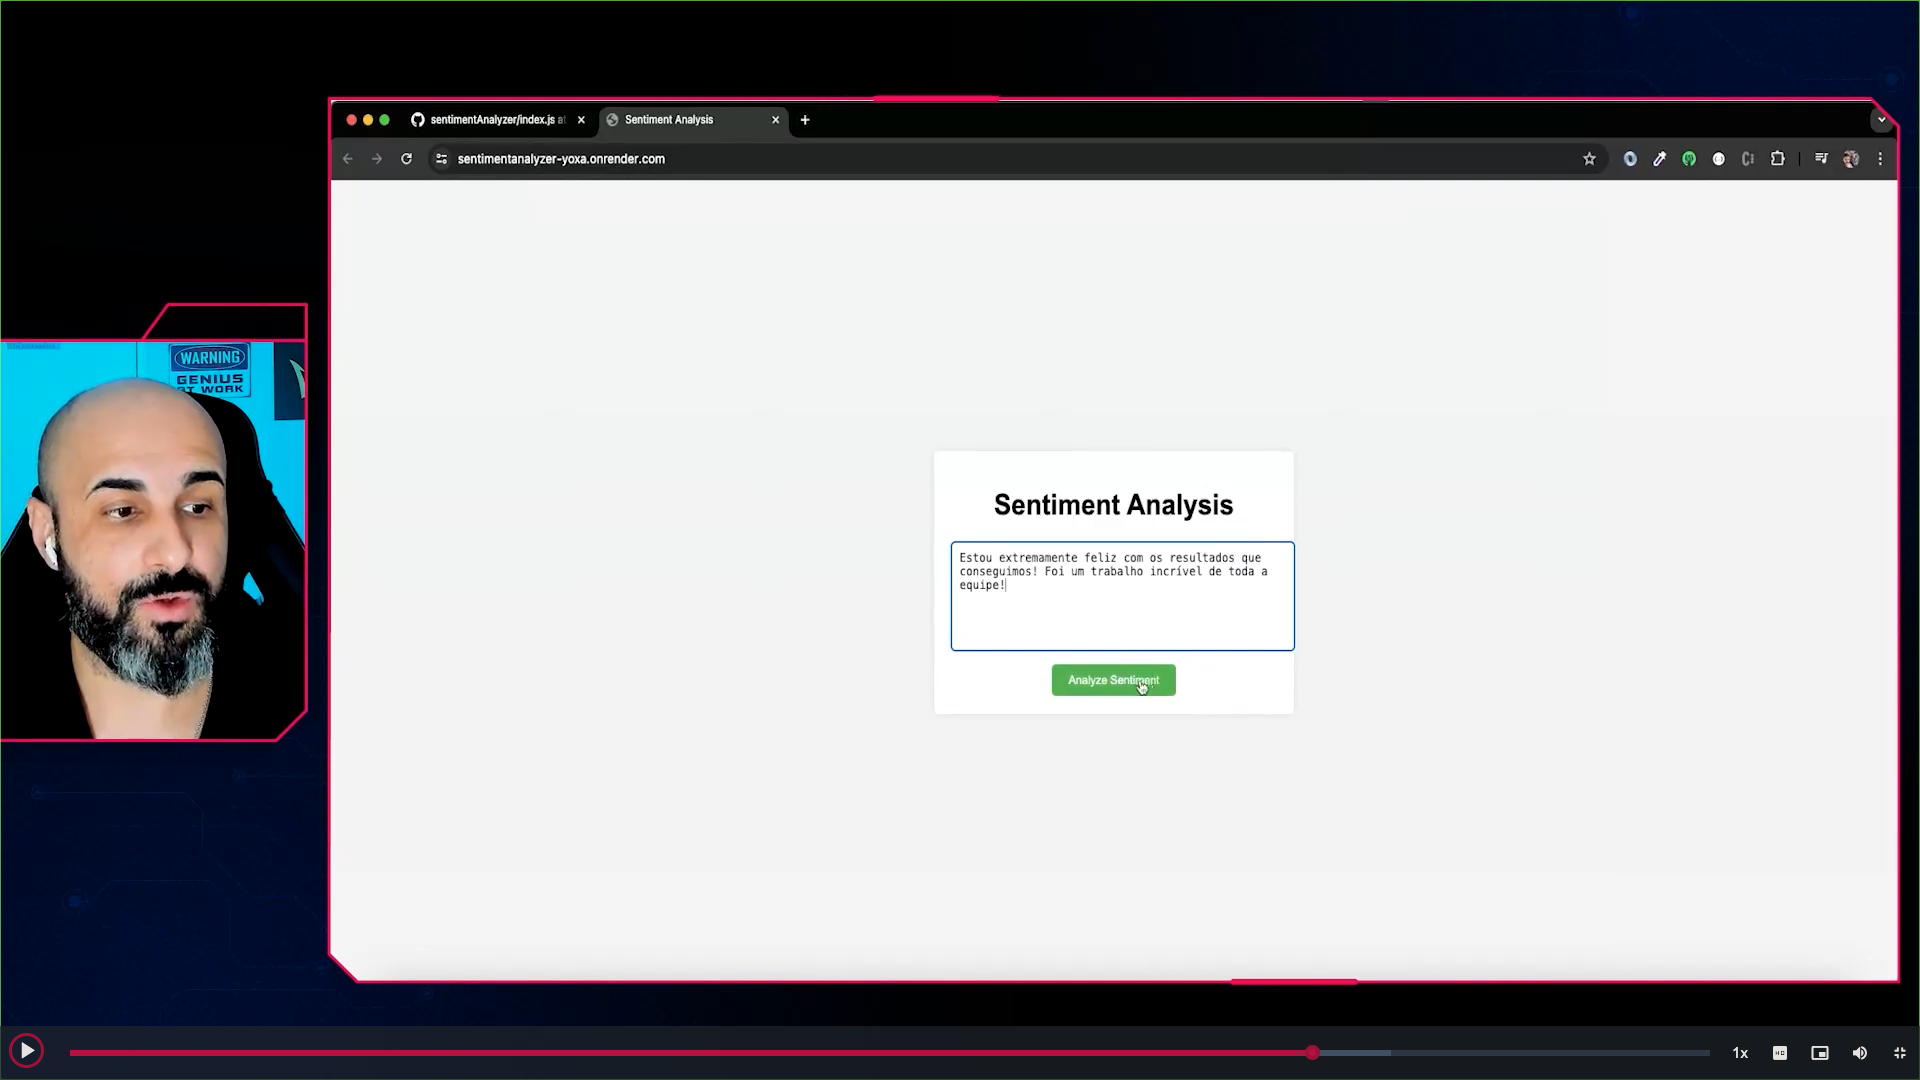 sentimentAnalyzer/index.js at
Sentiment Analysis
sentimentanalyzer-yoxa.onrender.com
WARNING
GENIUS
AT WORK
Sentiment Analysis
Estou extremamente feliz com os resultados que
conseguimos! Foi um trabalho incrível de toda a
equipe!
Analyze Sentiment
1x